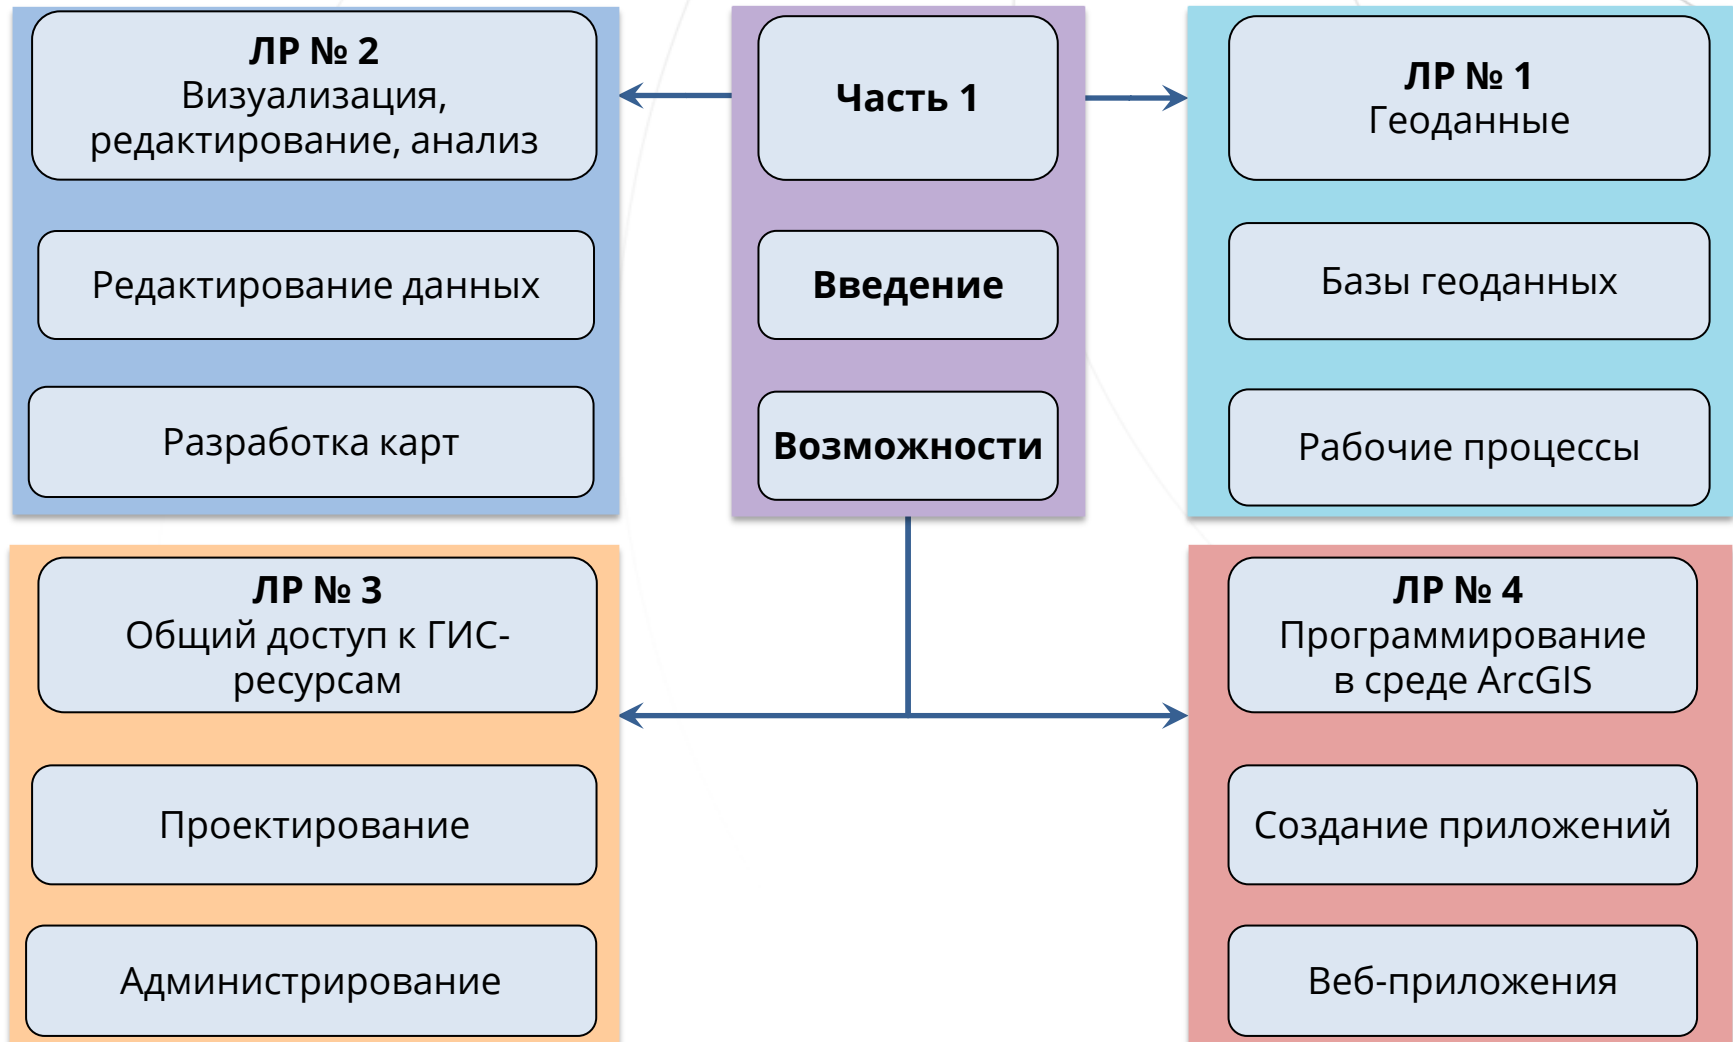 ЛР № 2
Визуализация,
редактирование, анализ
Редактирование данных
Разработка карт
Часть 1
Введение
Возможности
ЛР № 1
Геоданные
Базы геоданных
Рабочие процессы
ЛР № 3
Общий доступ к ГИС-
ресурсам
Проектирование
Администрирование
ЛР № 4
Программирование
в среде ArcGIS
Создание приложений
Веб-приложения